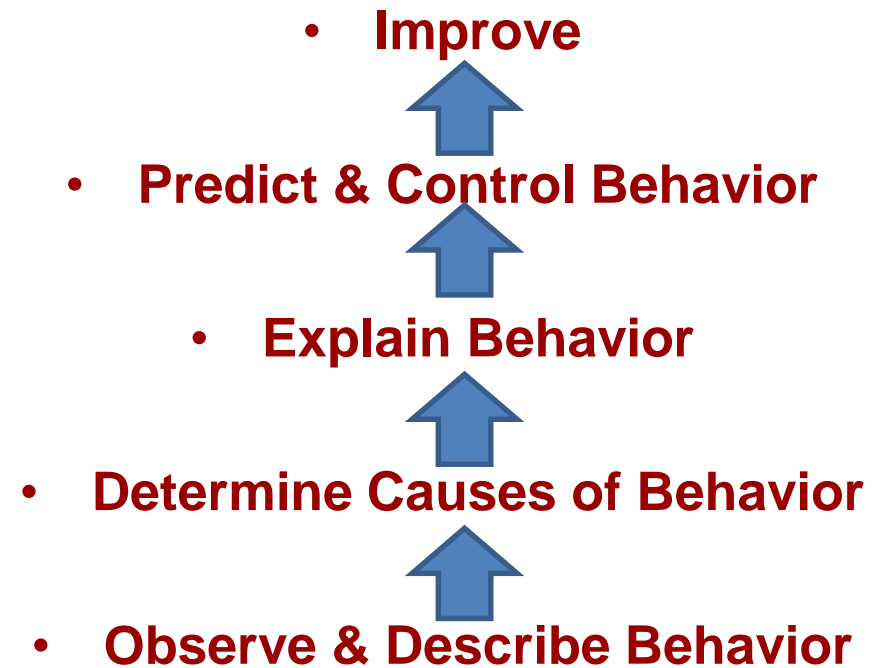 • Improve
• Predict & Control Behavior
• Explain Behavior
• Determine Causes of Behavior
• Observe & Describe Behavior